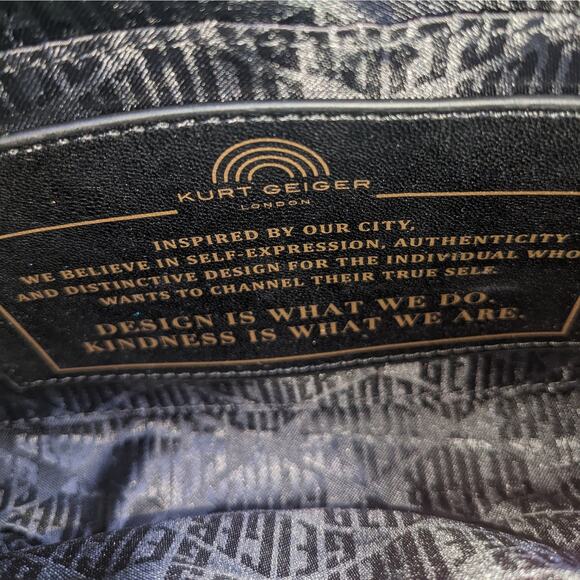 KURT GEIGER
LONDON
INSPIRED BY OUR CITY,
WE BELIEVE IN SELF-EXPRESSION, AUTHENTICITY
AND DISTINCTIVE DESIGN FOR THE INDIVIDUAL WHO
WANTS TO CHANNEL THEIR TRUE SELF.
DESIGN IS WHAT WE DO.
KINDNESS IS WHAT WE ARE.